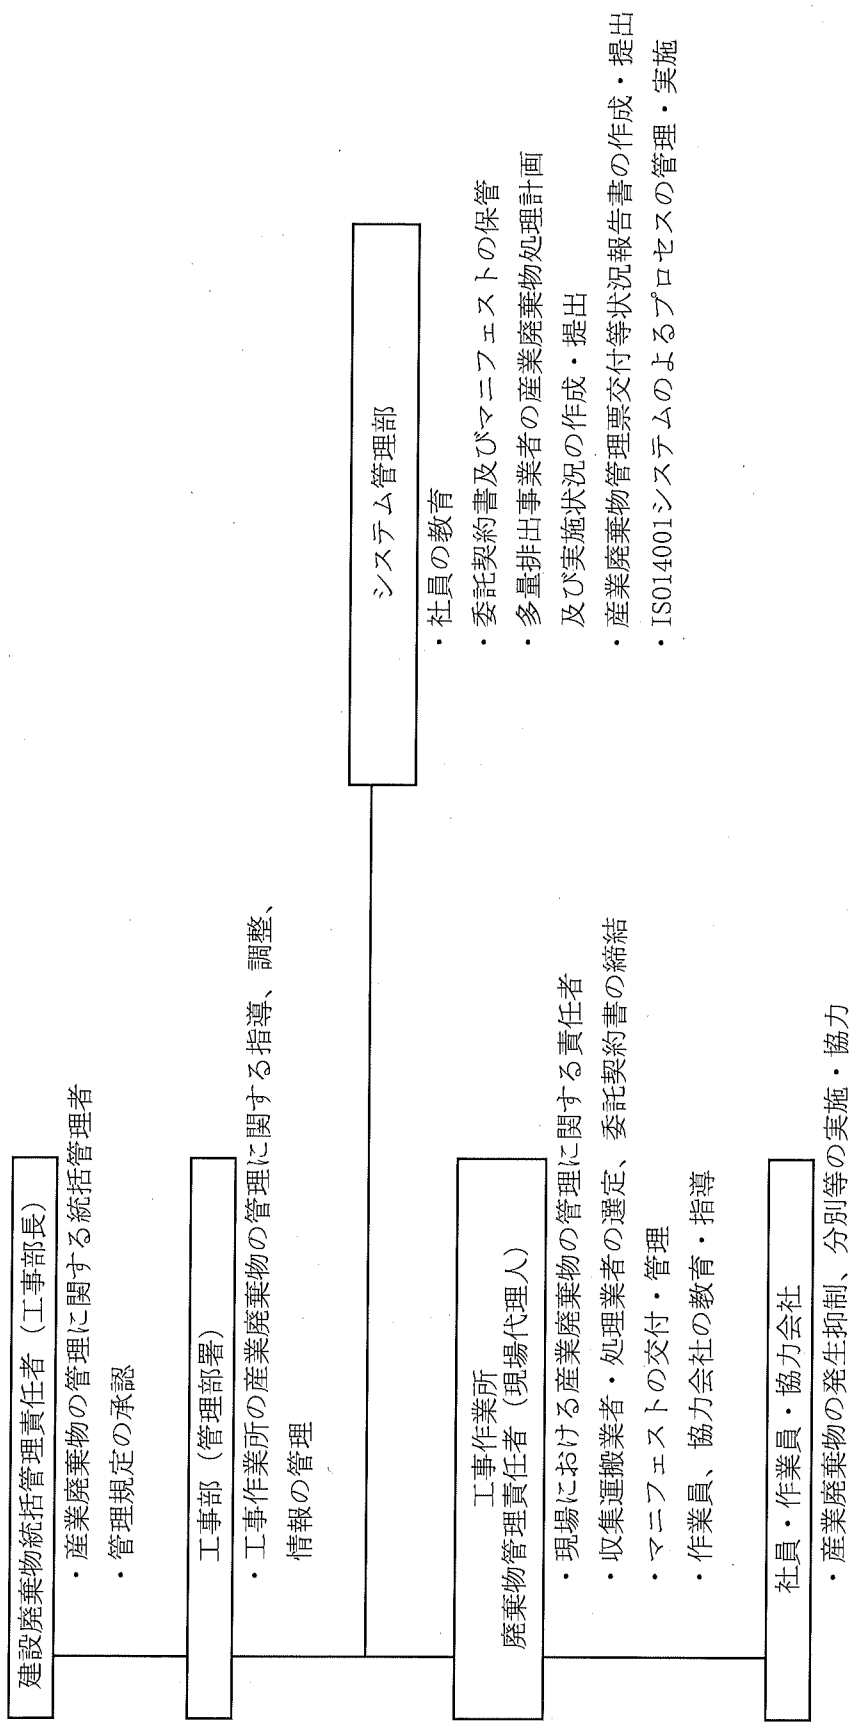 建設廃棄物統括管理責任者（工事部長）
・産業廃棄物の管理に関する統括管理者
・管理規定の承認
工事部（管理部署）
・工事作業所の産業廃棄物の管理に関する指導、調整、
情報の管理
システム管理部
・社員の教育
・委託契約書及びマニフェストの保管
・多量排出事業者の産業廃棄物処理計画
及び実施状況の作成・提出
・産業廃棄物管理票交付等状況報告書の作成・提出
・ISO14001システムのよるプロセスの管理・実施
工事作業所
廃棄物管理責任者（現場代理人）
・現場における産業廃棄物の管理に関する責任者
・収集運搬業者・処理業者の選定、委託契約書の締結
・マニフェストの交付・管理
・作業員、協力会社の教育・指導
社員・作業員・協力会社
・産業廃棄物の発生抑制、分別等の実施・協力